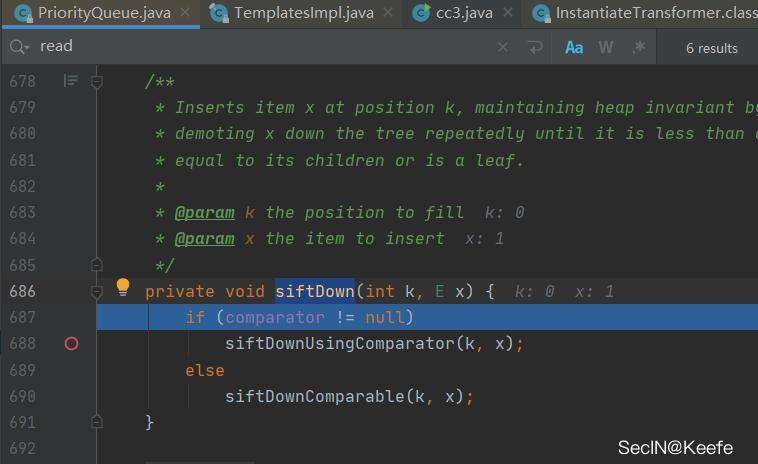 PriorityQueue.java × TemplatesImpl.java × cc3.java × InstantiateTransformer.class
read × Aa W .* 6 results
678 /**
679 * Inserts item x at position k, maintaining heap invariant by
680 * demoting x down the tree repeatedly until it is less than o
681 * equal to its children or is a leaf.
682 *
683 * @param k the position to fill k: 0
684 * @param x the item to insert x: 1
685 */
686 private void siftDown(int k, E x) { k: 0 x: 1
687 if (comparator != null)
688 siftDownUsingComparator(k, x);
689 else
690 siftDownComparable(k, x);
691 }
692
SecIN@Keefe